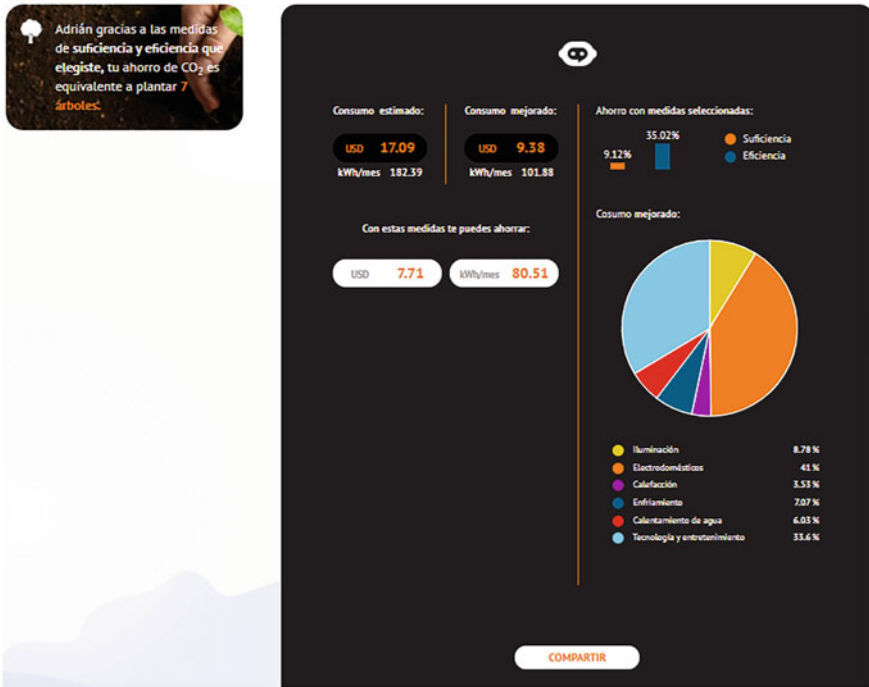 Adrián gracias a las medidas
de suficiencia y eficiencia que
elegiste, tu ahorro de CO₂ es
equivalente a plantar 7
árboles.
Consumo estimado:
USD 17.09
kWh/mes 182.39
Consumo mejorado:
USD 9.38
kWh/mes 101.88
Con estas medidas te puedes ahorrar:
USD 7.71
kWh/mes 80.51
Ahorro con medidas seleccionadas:
9.12%
35.02%
Suficiencia
Eficiencia
Cosumo mejorado:
Iluminación 8.78 %
Electrodomésticos 41 %
Calefacción 3.53 %
Enfriamiento 7.07 %
Calentamiento de agua 6.03 %
Tecnología y entretenimiento 33.6 %
COMPARTIR